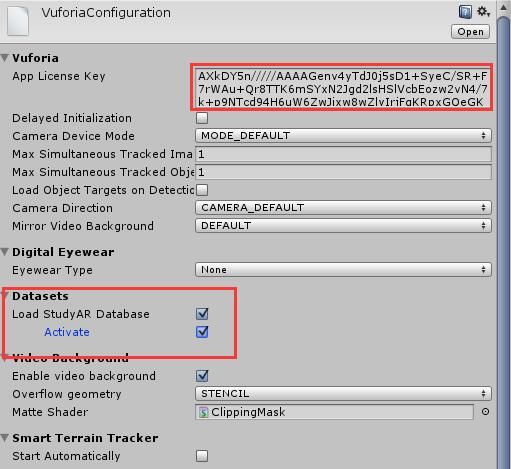 VuforiaConfiguration
Open
Vuforia
App License Key
AXkDY5n/////AAAAGenv4yTdJ0j5sD1+SyeC/SR+F
7rWAu+Qr8TTK6mSYxN2Jgd2lsHSlVcbEozw2vN4/7
k+p9NTcd94H6uW6ZwJixw8wZlvIrjFqKRpxGOeGK
Delayed Initialization
Camera Device Mode MODE_DEFAULT
Max Simultaneous Tracked Ima 1
Max Simultaneous Tracked Obje 1
Load Object Targets on Detectio
Camera Direction CAMERA_DEFAULT
Mirror Video Background DEFAULT
Digital Eyewear
Eyewear Type None
Datasets
Load StudyAR Database
Activate
Video Background
Enable video background
Overflow geometry STENCIL
Matte Shader ClippingMask
Smart Terrain Tracker
Start Automatically